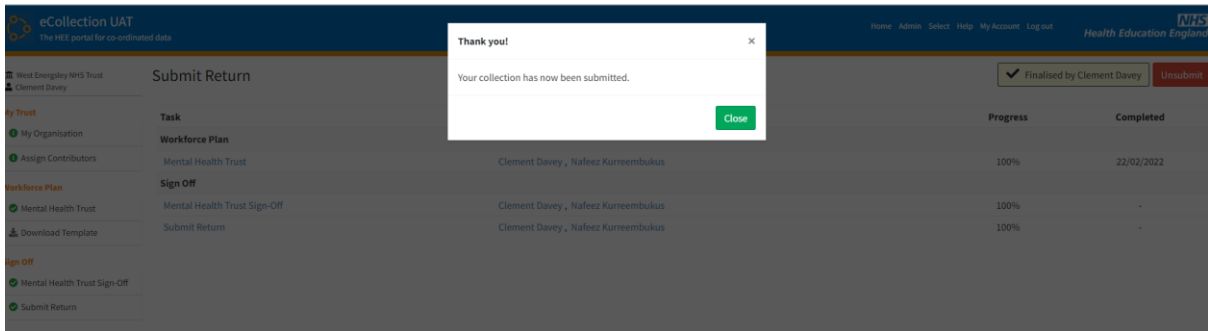 eCollection UAT
The HEE portal for co-ordinated data
Home Admin Select Help My Account Log out
NHS
Health Education England
West Energsley NHS Trust
Clement Davey
Submit Return
Finalised by Clement Davey
Unsubmit
Thank you!
×
Your collection has now been submitted.
Close
My Trust
My Organisation
Assign Contributors
Workforce Plan
Mental Health Trust
Download Template
Sign Off
Mental Health Trust Sign-Off
Submit Return
Task Progress Completed
Workforce Plan
Mental Health Trust Clement Davey , Nafeez Kurreembukus 100% 22/02/2022
Sign Off
Mental Health Trust Sign-Off Clement Davey , Nafeez Kurreembukus 100% -
Submit Return Clement Davey , Nafeez Kurreembukus 100% -